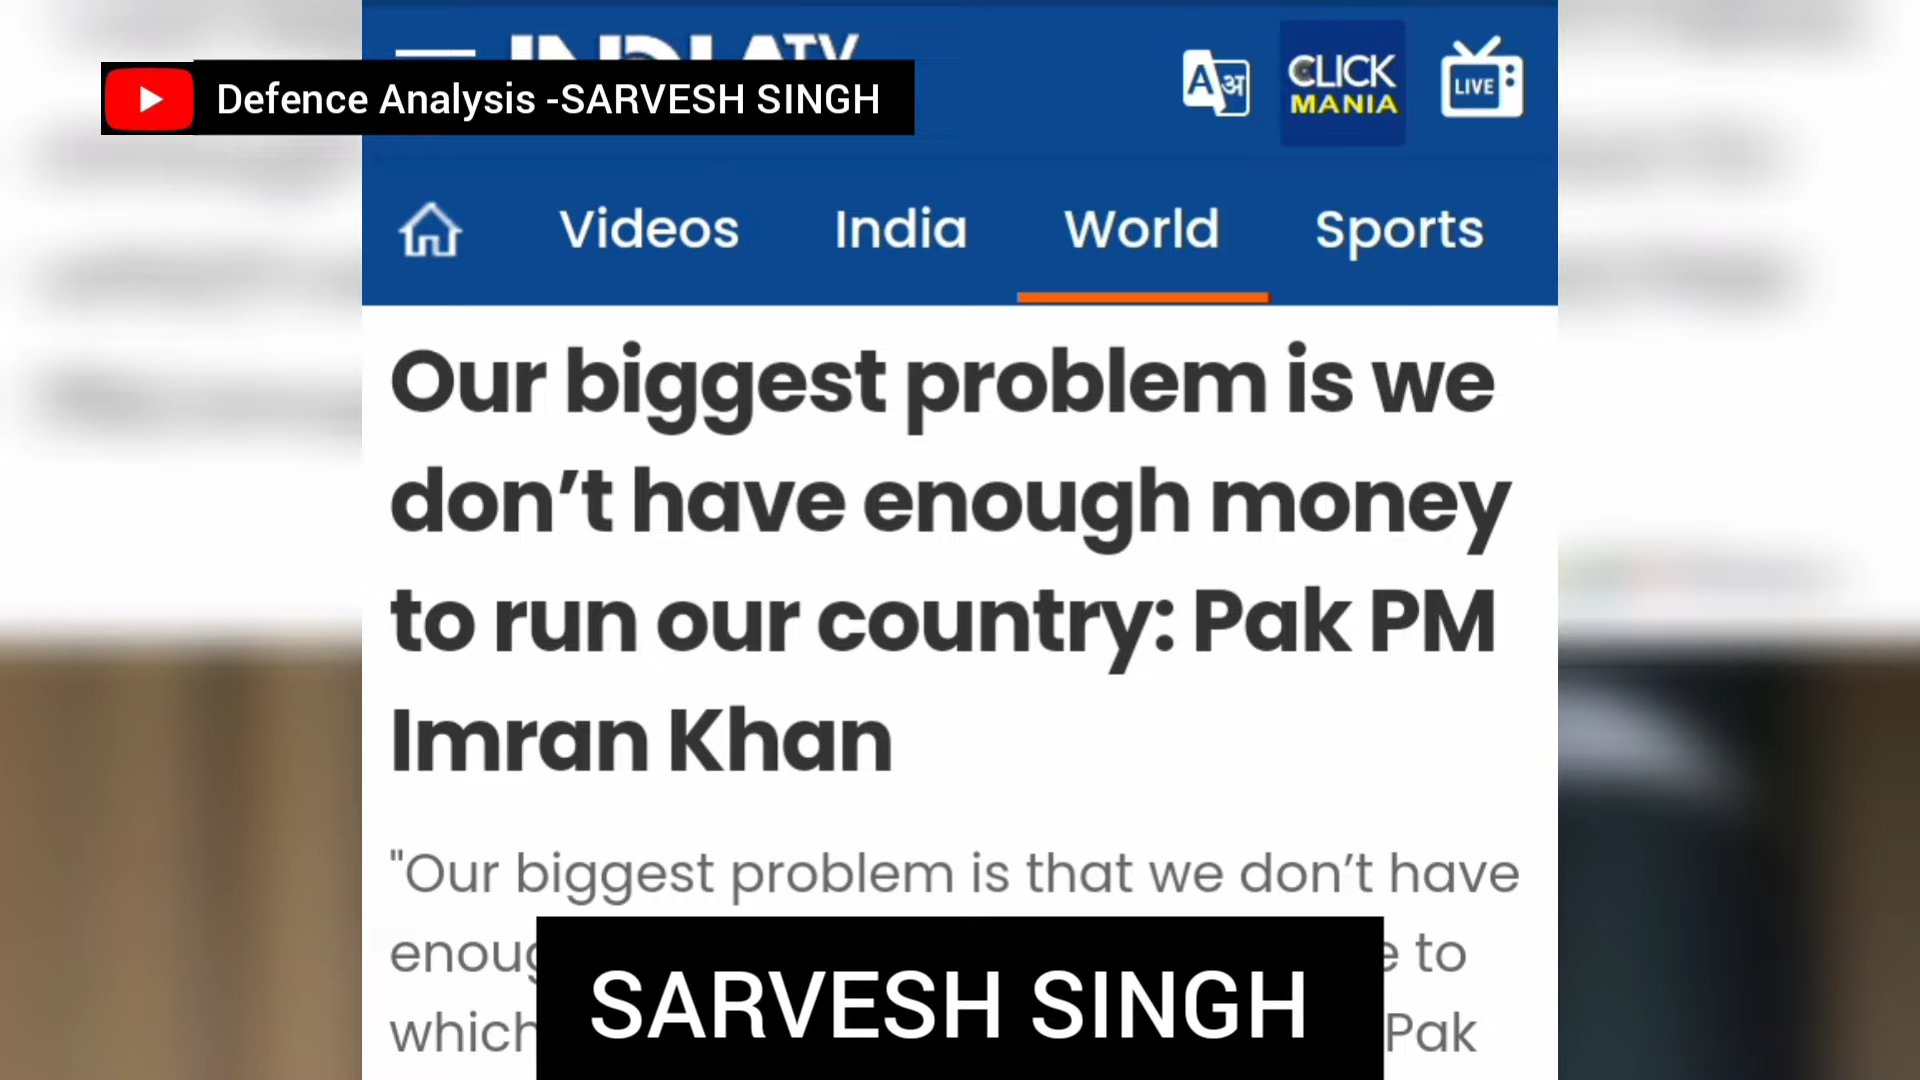 INDIA TV
Defence Analysis -SARVESH SINGH
A अ
CLICK
MANIA
LIVE
Videos India World Sports
Our biggest problem is we
don’t have enough money
to run our country: Pak PM
Imran Khan
"Our biggest problem is that we don’t have
to
Pak
SARVESH SINGH